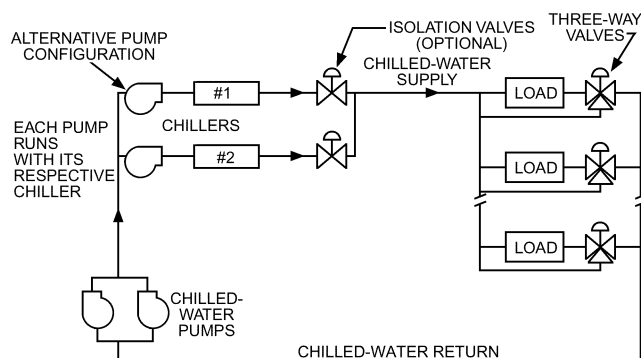 ALTERNATIVE PUMP
CONFIGURATION
ISOLATION VALVES
(OPTIONAL)
THREE-WAY
VALVES
CHILLED-WATER
SUPPLY
#1
LOAD
EACH PUMP
RUNS
WITH ITS
RESPECTIVE
CHILLER
CHILLERS
#2
LOAD
LOAD
CHILLED-
WATER
PUMPS
CHILLED-WATER RETURN